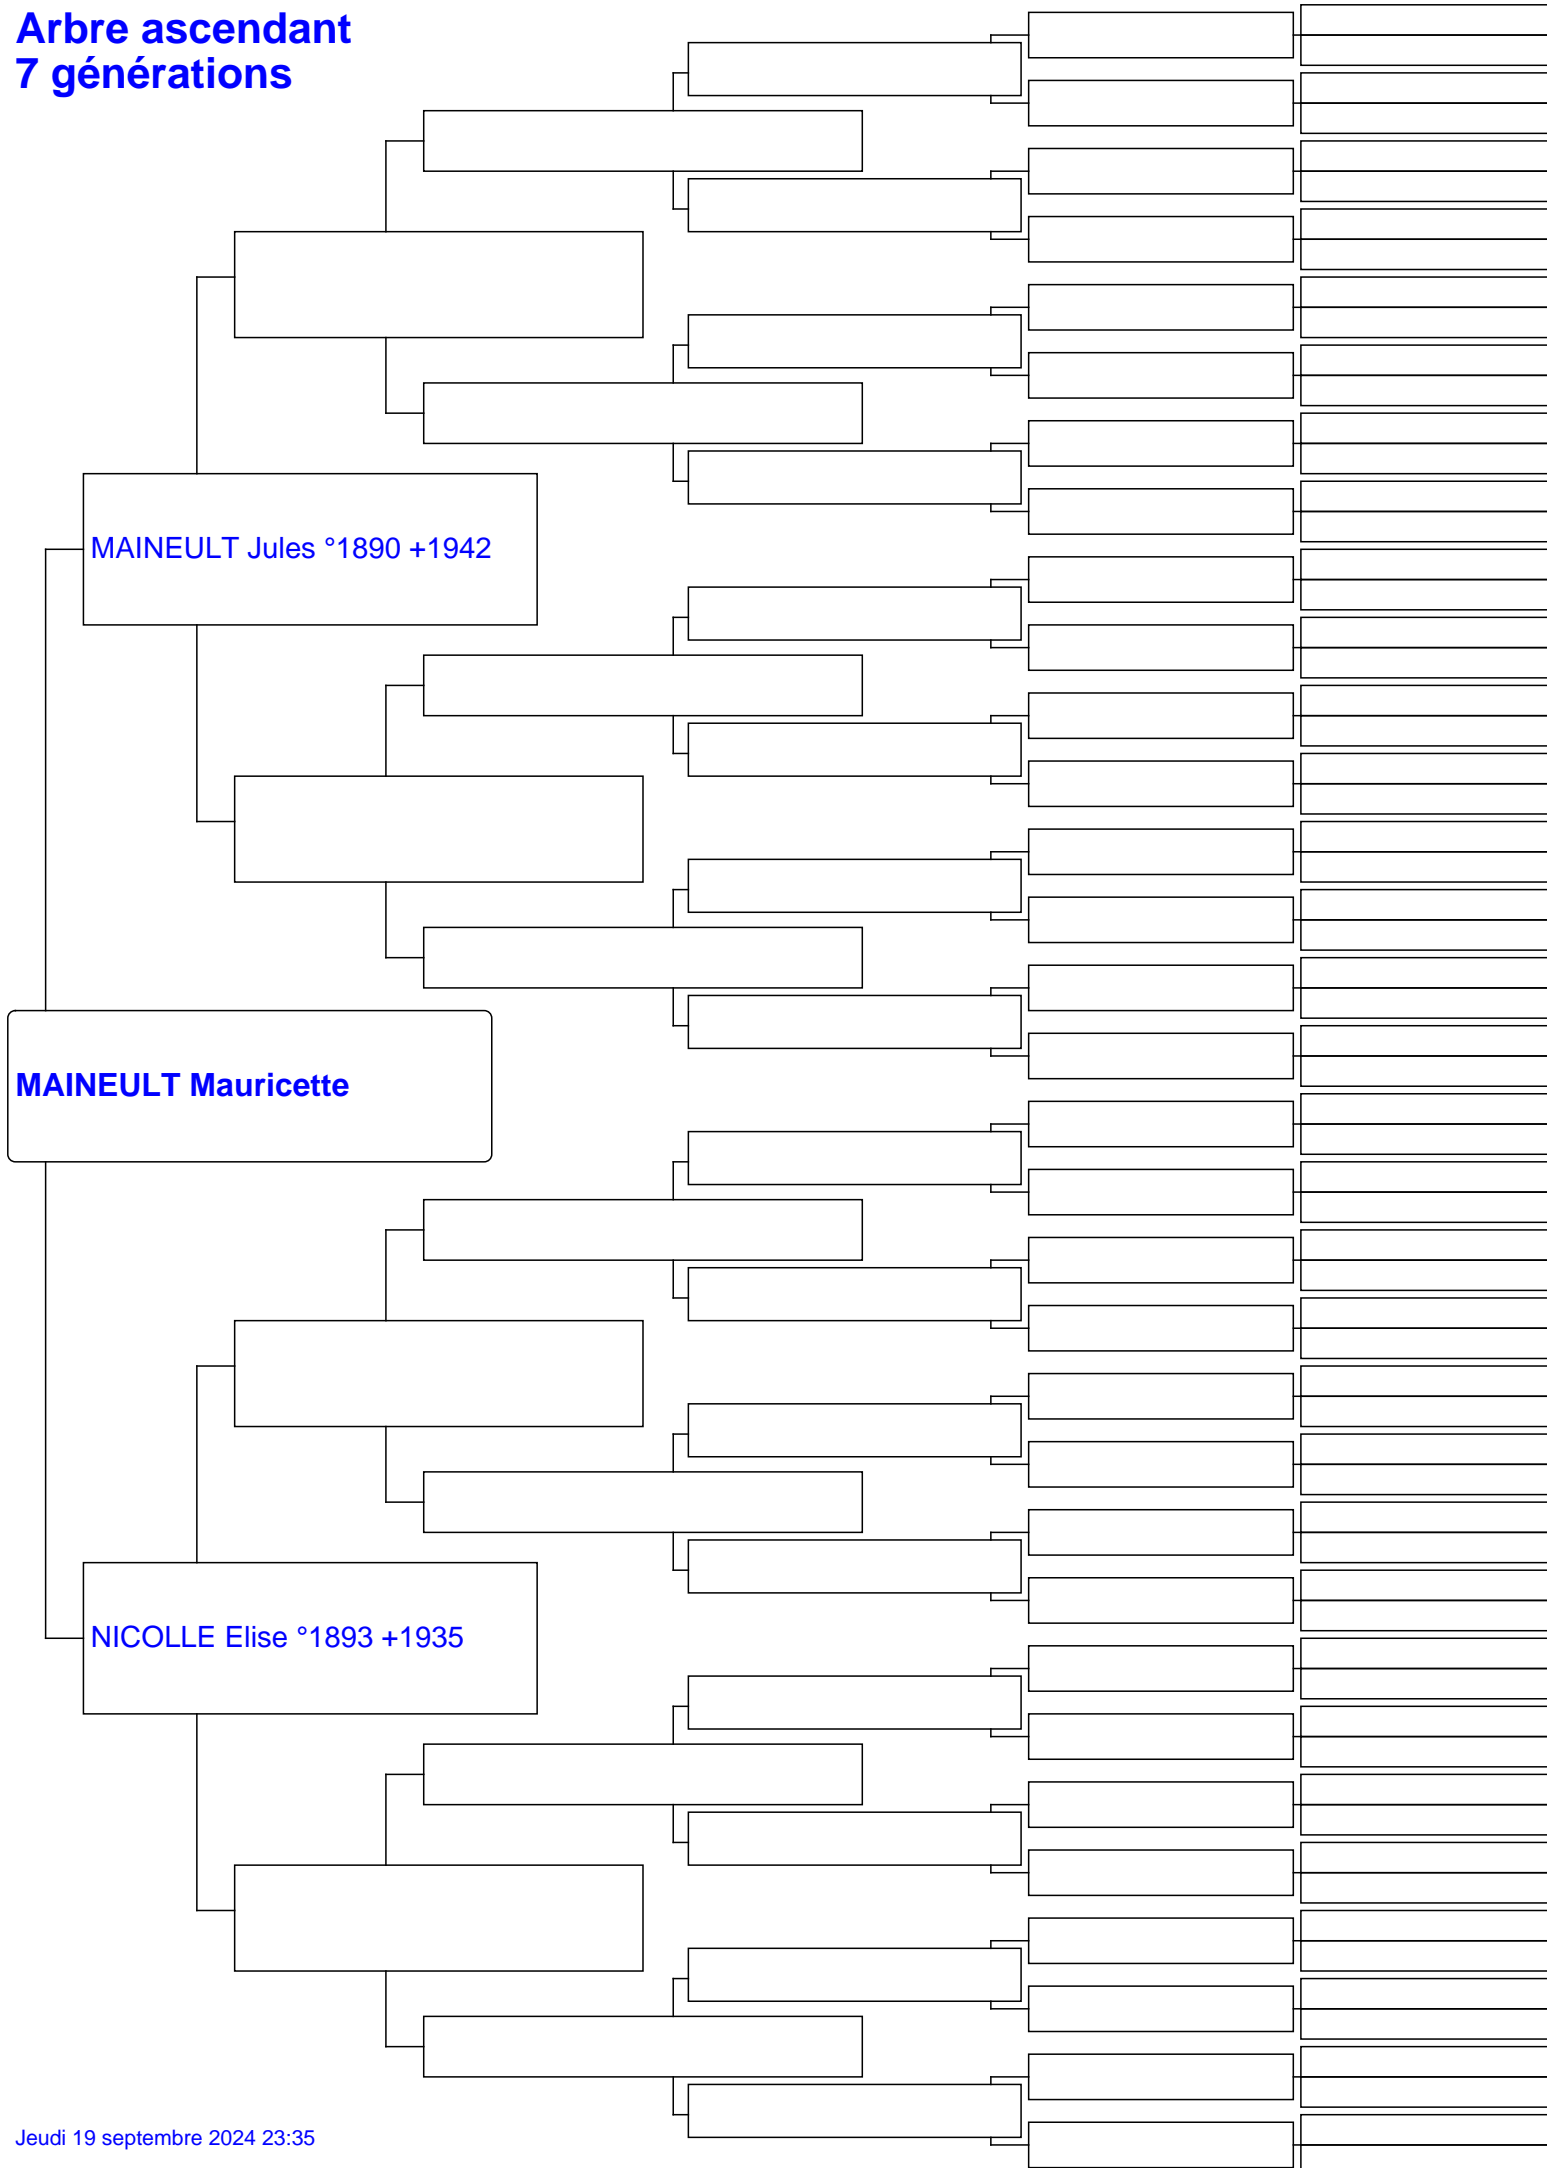 Arbre ascendant
7 générations
MAINEULT Jules °1890 +1942
MAINEULT Mauricette
NICOLLE Elise °1893 +1935
Jeudi 19 septembre 2024 23:35